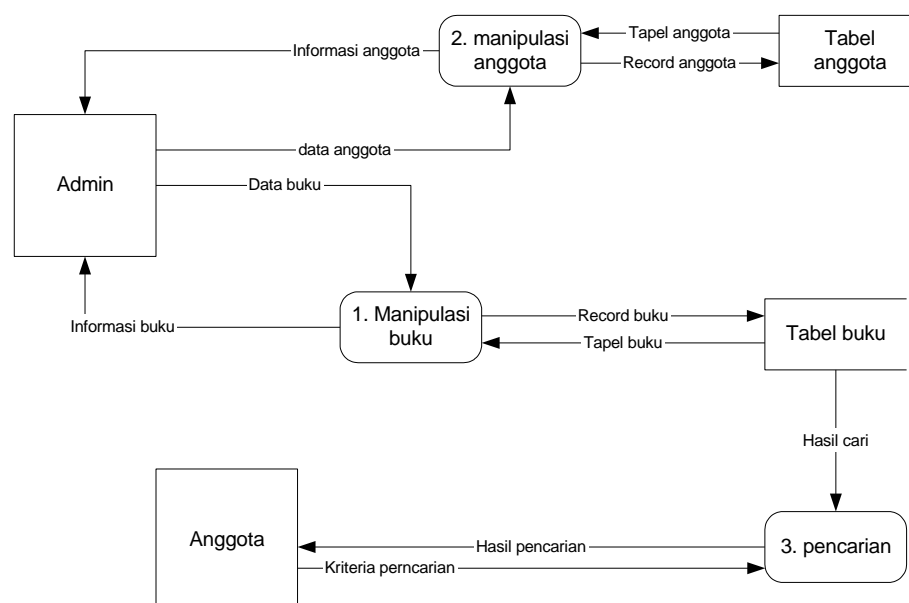 Informasi anggota
2. manipulasi
anggota
Tapel anggota
Record anggota
Tabel
anggota
Admin
data anggota
Data buku
Informasi buku
1. Manipulasi
buku
Record buku
Tapel buku
Tabel buku
Hasil cari
Anggota
Hasil pencarian
Kriteria perncarian
3. pencarian